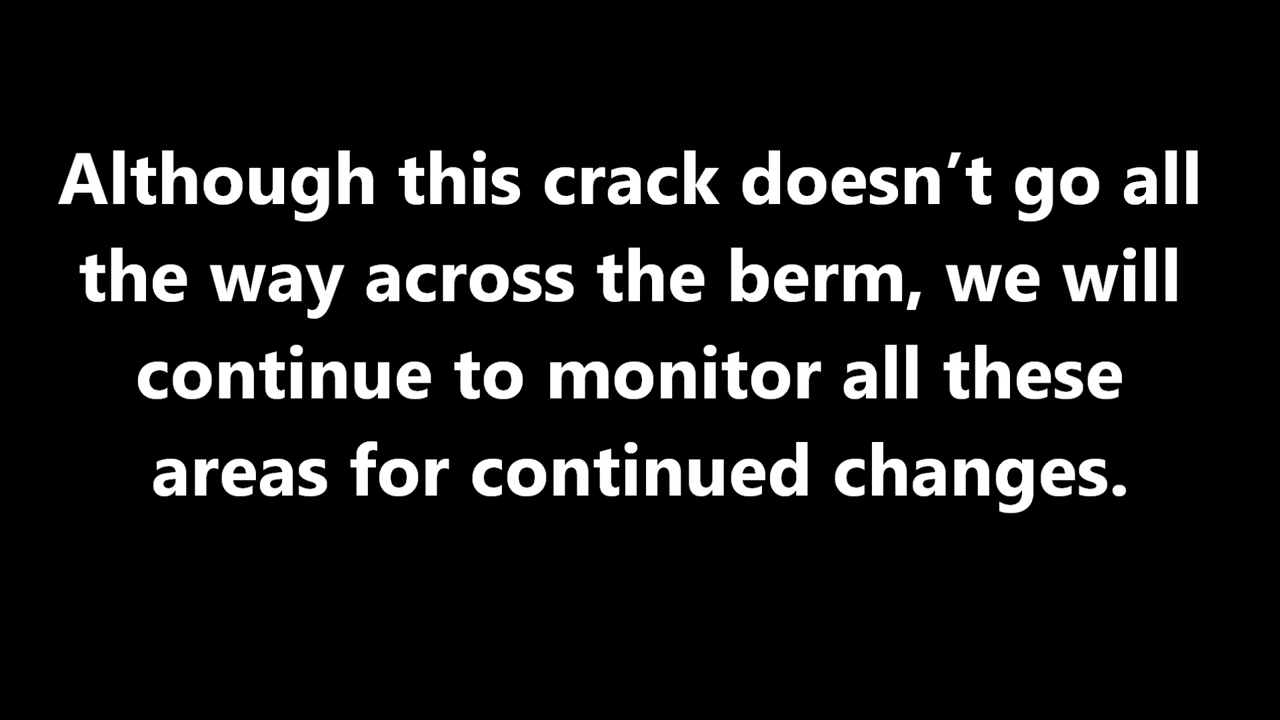 Although this crack doesn’t go all
the way across the berm, we will
continue to monitor all these
areas for continued changes.